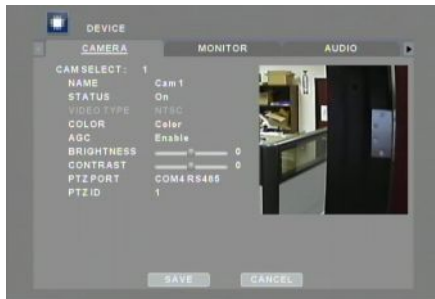 DEVICE
CAMERA MONITOR AUDIO
CAM SELECT: 1
NAME Cam 1
STATUS On
VIDEO TYPE NTSC
COLOR Color
AGC Enable
BRIGHTNESS 0
CONTRAST 0
PTZ PORT COM4 RS485
PTZ ID 1
SAVE CANCEL